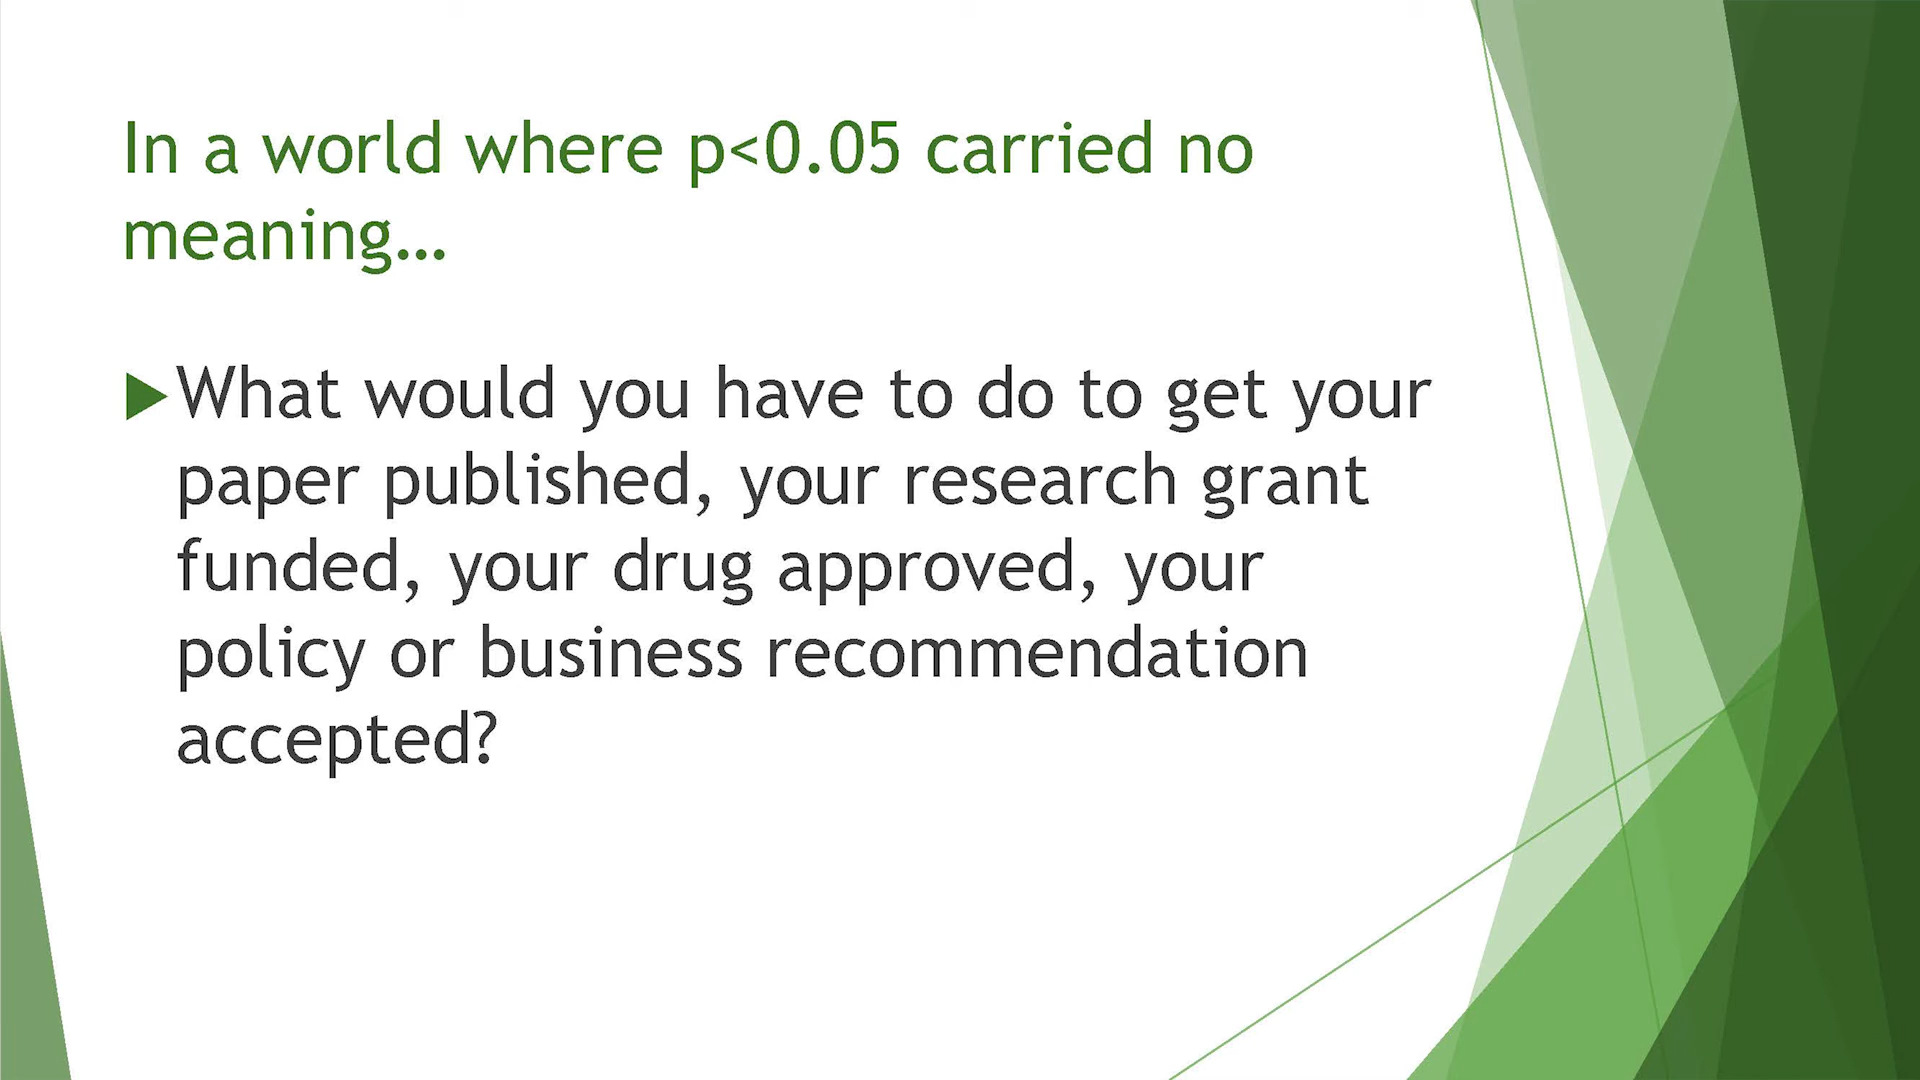 In a world where p<0.05 carried no
meaning…
What would you have to do to get your
paper published, your research grant
funded, your drug approved, your
policy or business recommendation
accepted?